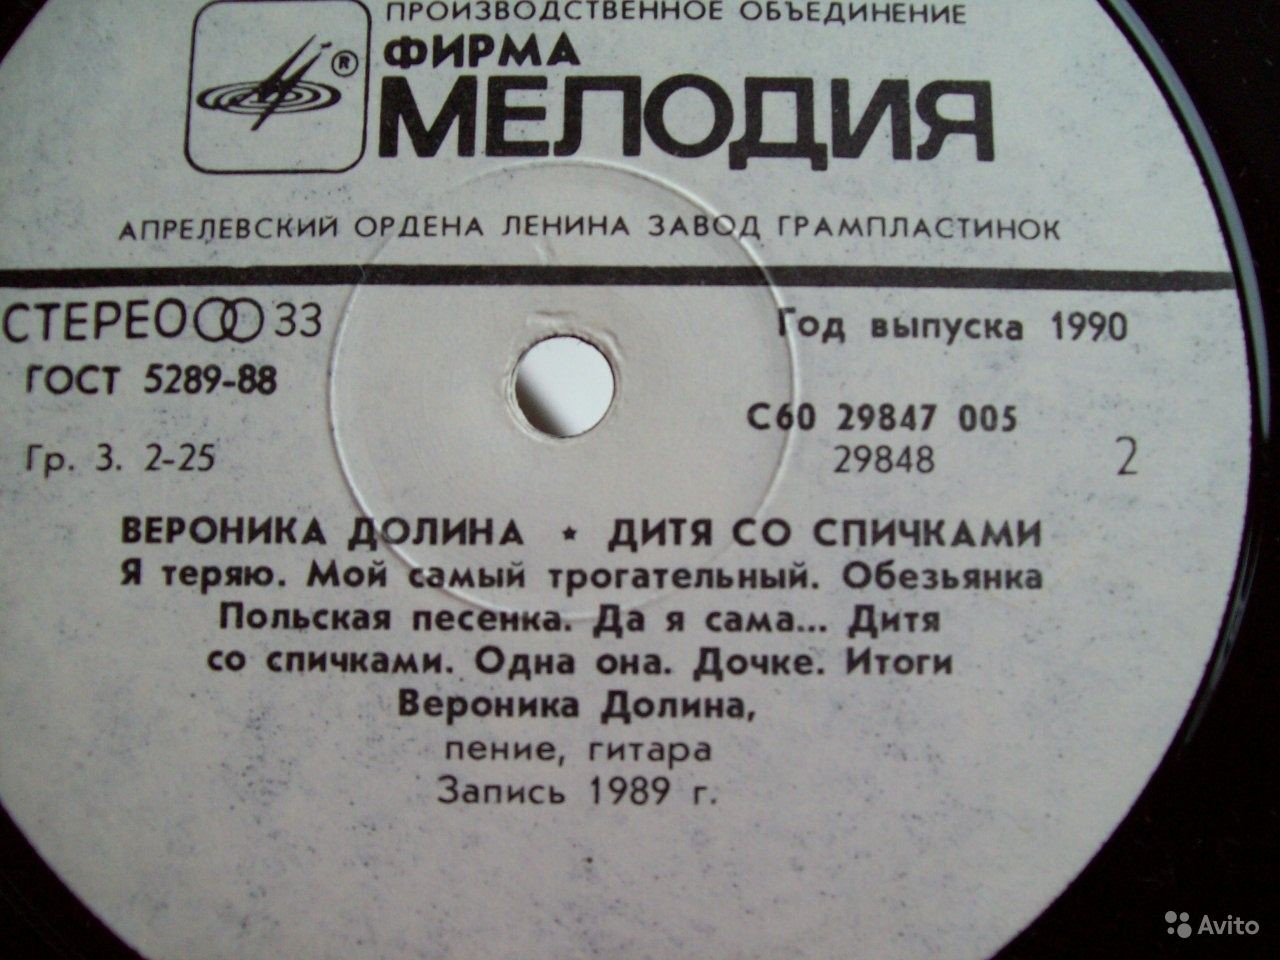 ПРОИЗВОДСТВЕННОЕ ОБЪЕДИНЕНИЕ
ФИРМА
®
МЕЛОДИЯ
АПРЕЛЕВСКИЙ ОРДЕНА ЛЕНИНА ЗАВОД ГРАМПЛАСТИНОК
СТЕРЕО 33
Год выпуска 1990
ГОСТ 5289-88
С60 29847 005
Гр. 3. 2-25
29848
2
ВЕРОНИКА ДОЛИНА ★ ДИТЯ СО СПИЧКАМИ
Я теряю. Мой самый трогательный. Обезьянка
Польская песенка. Да я сама... Дитя
со спичками. Одна она. Дочке. Итоги
Вероника Долина,
пение, гитара
Запись 1989 г.
Avito